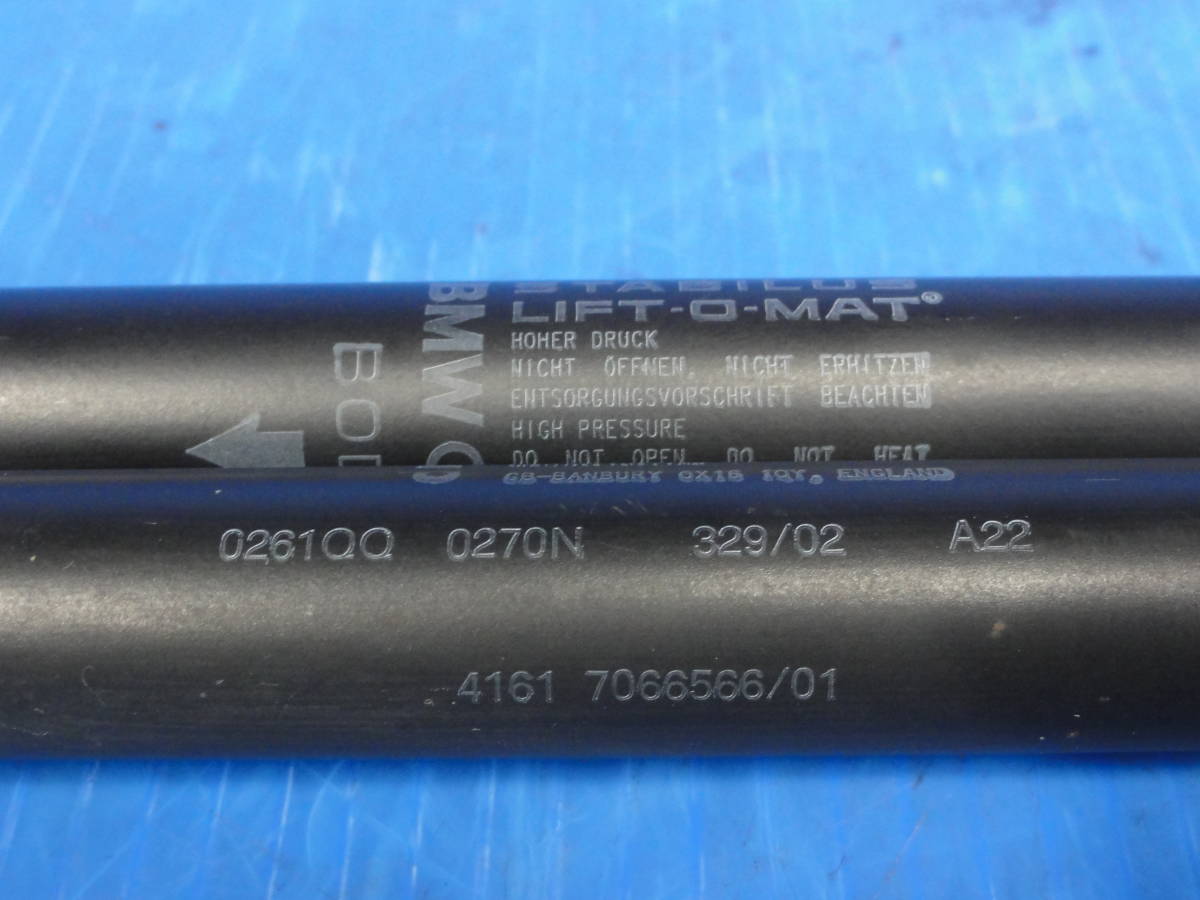 STABILUS
LIFT-O-MAT®
HOHER DRUCK
NICHT ÖFFNEN, NICHT ERHITZEN
ENTSORGUNGSVORSCHRIFT BEACHTEN
HIGH PRESSURE
DO NOT OPEN DO NOT HEAT
BMW
GB-BANBURY OX16 ENGLAND
0261QQ 0270N 329/02 A22
4161 7066566/01